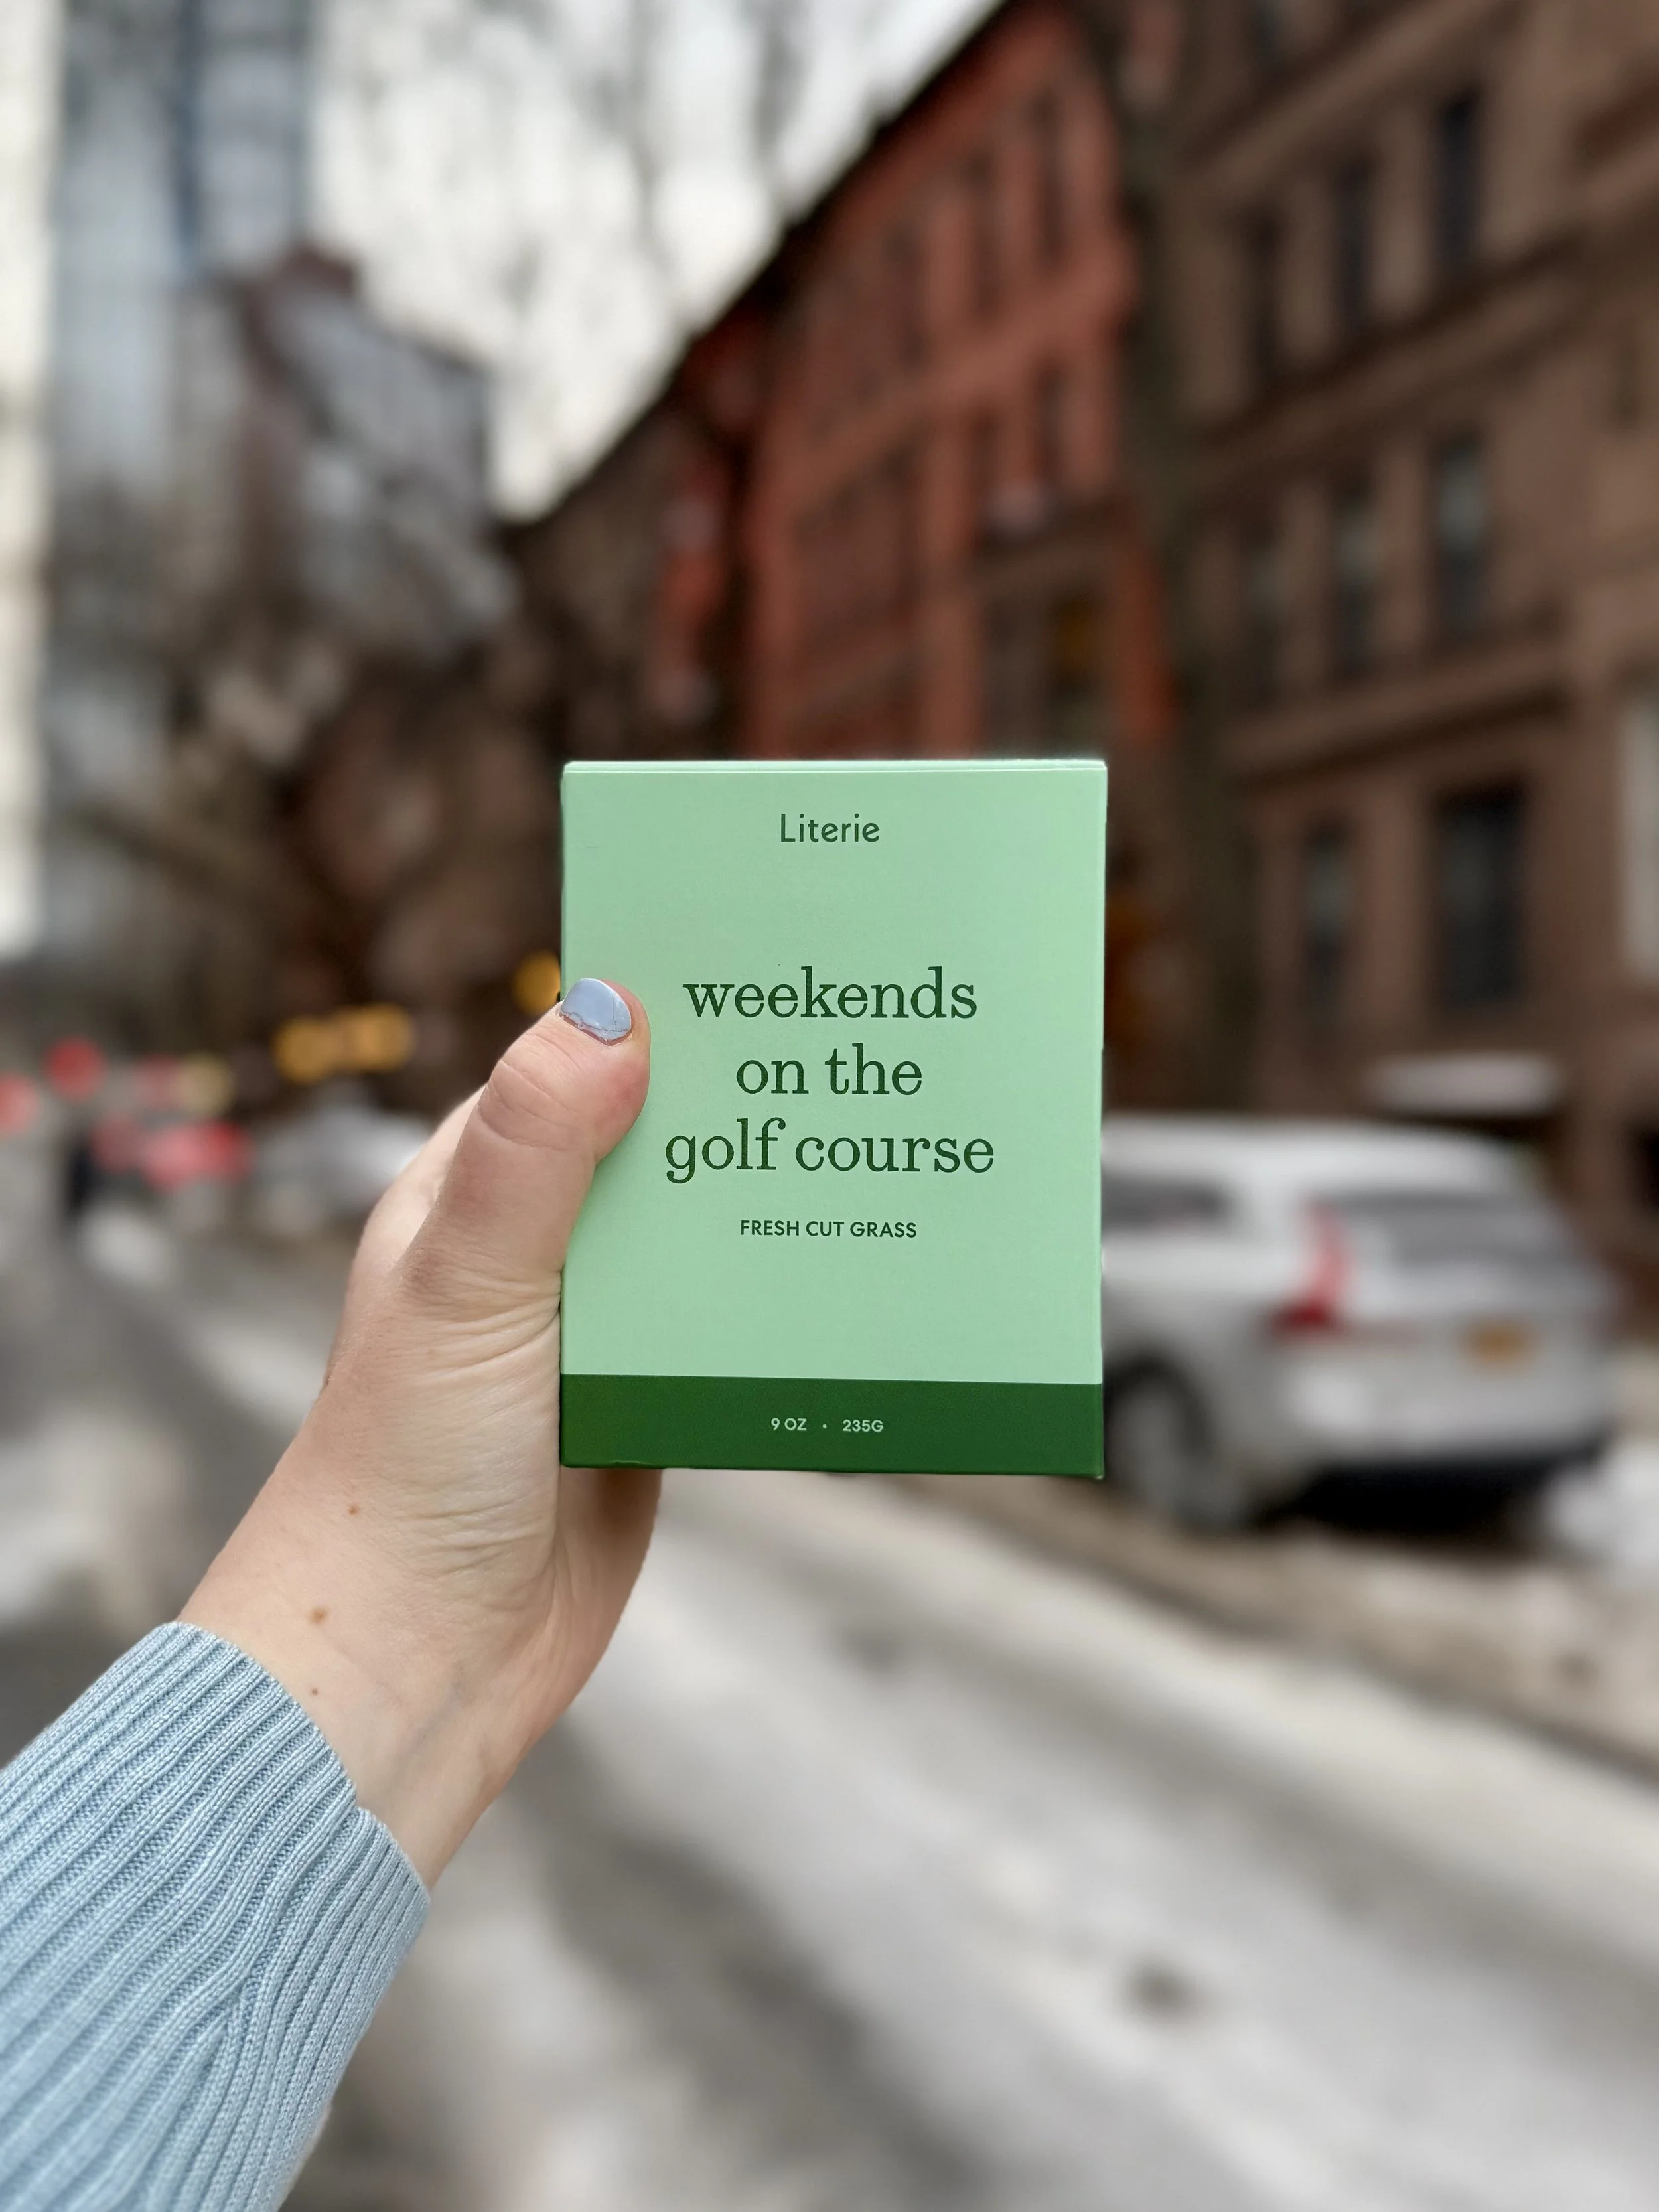 Literie
weekends
on the
golf course
FRESH CUT GRASS
9 OZ · 235G